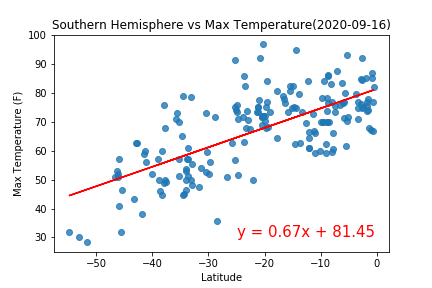 Southern Hemisphere vs Max Temperature(2020-09-16)
100
90
80
70
60
50
40
30
Max Temperature (F)
y = 0.67x + 81.45
−50 −40 −30 −20 −10 0
Latitude